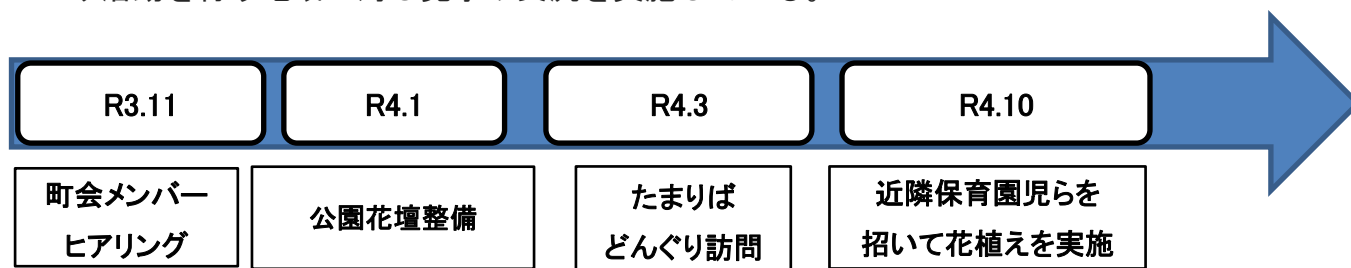 R3.11
R4.1
R4.3
R4.10
町会メンバー
ヒアリング
公園花壇整備
たまりば
どんぐり訪問
近隣保育園児らを
招いて花植えを実施